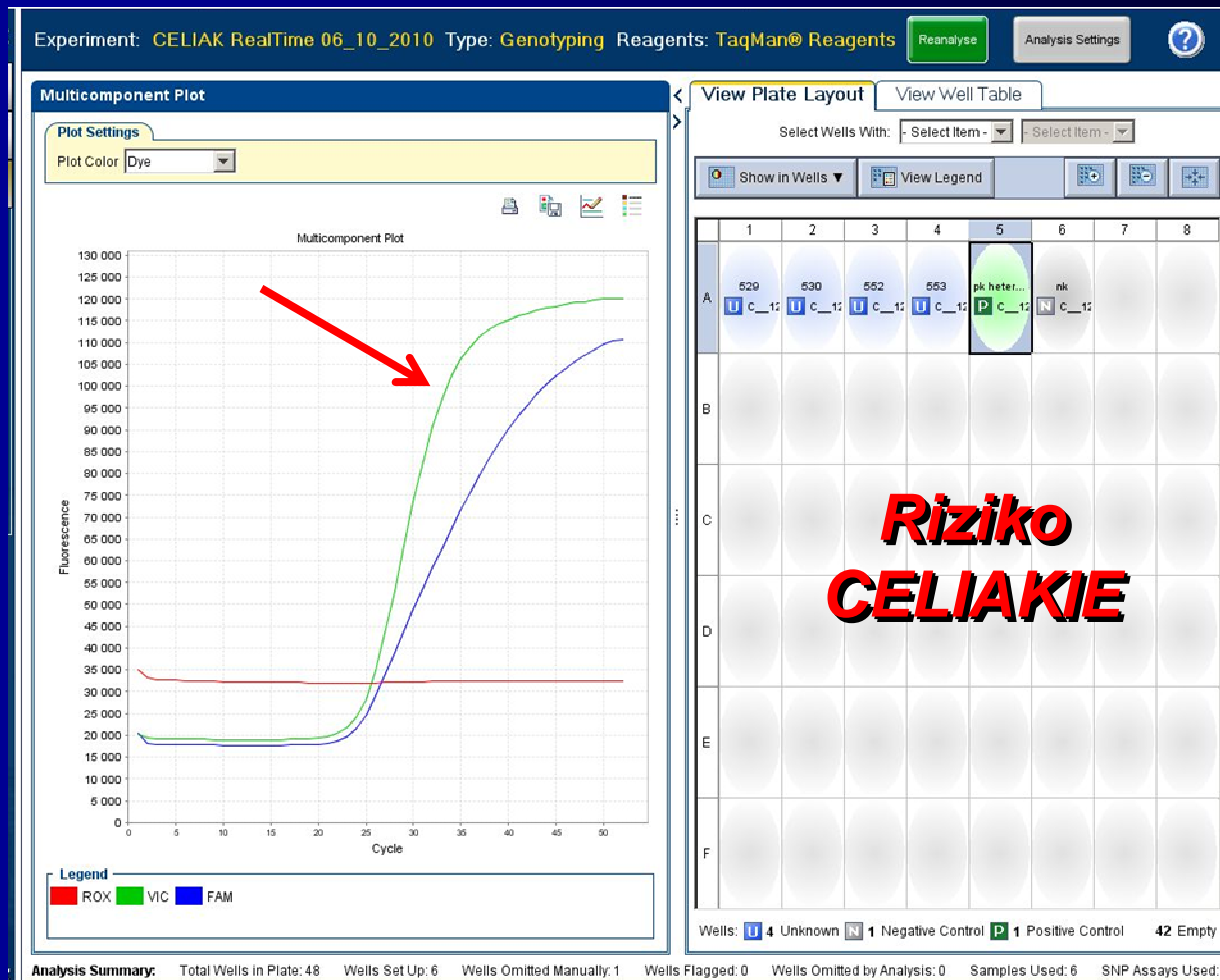 Experiment: CELIAK RealTime 06_10_2010 Type: Genotyping Reagents: TaqMan® Reagents
Reanalyse
Analysis Settings
?
Multicomponent Plot
Plot Settings
Plot Color Dye
Multicomponent Plot
130 000
125 000
120 000
115 000
110 000
105 000
100 000
95 000
90 000
85 000
80 000
75 000
70 000
65 000
60 000
55 000
50 000
45 000
40 000
35 000
30 000
25 000
20 000
15 000
10 000
5 000
0
Fluorescence
0 5 10 15 20 25 30 35 40 45 50
Cycle
Legend
ROX VIC FAM
View Plate Layout
View Well Table
Select Wells With: - Select Item - - Select Item -
Show in Wells ▼
View Legend
1 2 3 4 5 6 7 8
A
529 530 552 553 pk heter... nk
U C__12 U C__12 U C__12 U C__12 P C__12 N C__12
B
C
D
E
F
Riziko
CELIAKIE
Wells: U 4 Unknown N 1 Negative Control P 1 Positive Control 42 Empty
Analysis Summary: Total Wells in Plate: 48 Wells Set Up: 6 Wells Omitted Manually: 1 Wells Flagged: 0 Wells Omitted by Analysis: 0 Samples Used: 6 SNP Assays Used